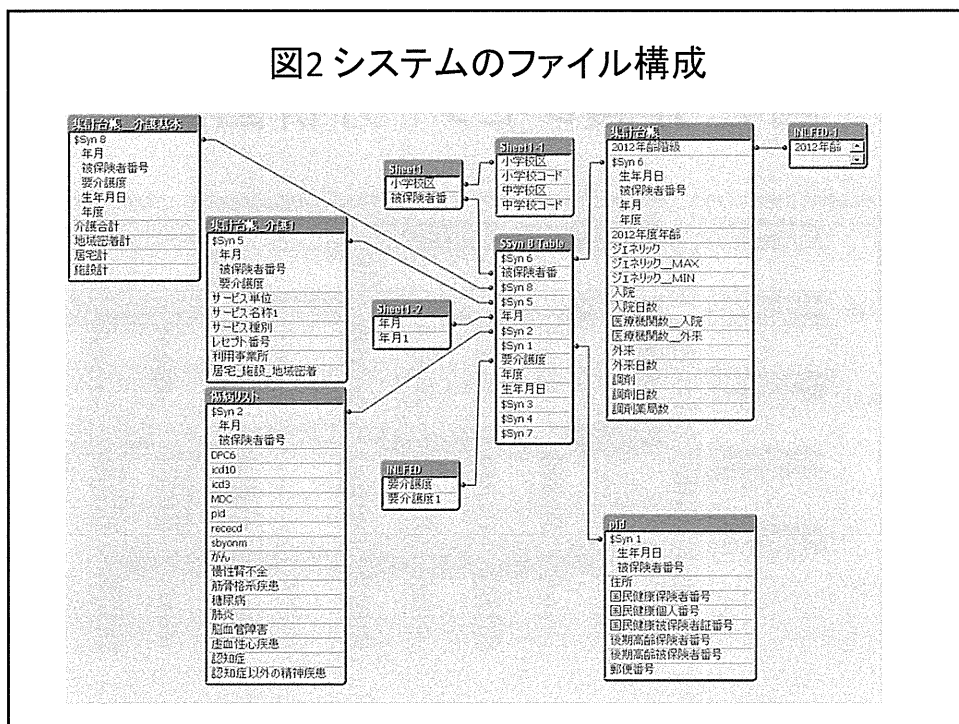 図2 システムのファイル構成
集計台帳__介護基本
$Syn 8
年月
被保険者番号
要介護度
生年月日
年度
介護合計
地域密着計
居宅計
施設計
集計台帳_介護1
$Syn 5
年月
被保険者番号
要介護度
サービス単位
サービス名称1
サービス種別
レセプト番号
利用事業所
居宅_施設_地域密着
傷病リスト
$Syn 2
年月
被保険者番号
DPC6
icd10
icd3
MDC
pid
rececd
sbyonm
がん
慢性腎不全
筋骨格系疾患
糖尿病
肺炎
脳血管障害
虚血性心疾患
認知症
認知症以外の精神疾患
Sheet1
小学校区
被保険者番
Sheet1-2
年月
年月1
INLFED
要介護度
要介護度1
Sheet1-1
小学校区
小学校コード
中学校区
中学校コード
$Syn 8 Table
$Syn 6
被保険者番
$Syn 8
$Syn 5
年月
$Syn 2
$Syn 1
要介護度
年度
生年月日
$Syn 3
$Syn 4
$Syn 7
集計台帳
2012年齢階級
$Syn 6
生年月日
被保険者番号
年月
年度
2012年度年齢
ジェネリック
ジェネリック__MAX
ジェネリック__MIN
入院
入院日数
医療機関数__入院
医療機関数__外来
外来
外来日数
調剤
調剤日数
調剤薬局数
INLFED-1
2012年齢
pid
$Syn 1
生年月日
被保険者番号
住所
国民健康保険者番号
国民健康個人番号
国民健康被保険者証番号
後期高齢保険者番号
後期高齢被保険者番号
郵便番号